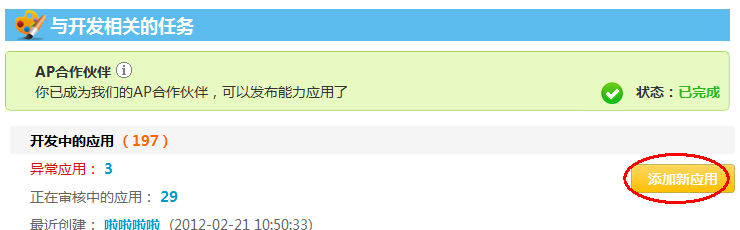 与开发相关的任务
AP合作伙伴
你已成为我们的AP合作伙伴，可以发布能力应用了
状态：已完成
开发中的应用（197）
异常应用：3
添加新应用
正在审核中的应用：29
最近创建：啦啦啦啦 (2012-02-21 10:50:33)